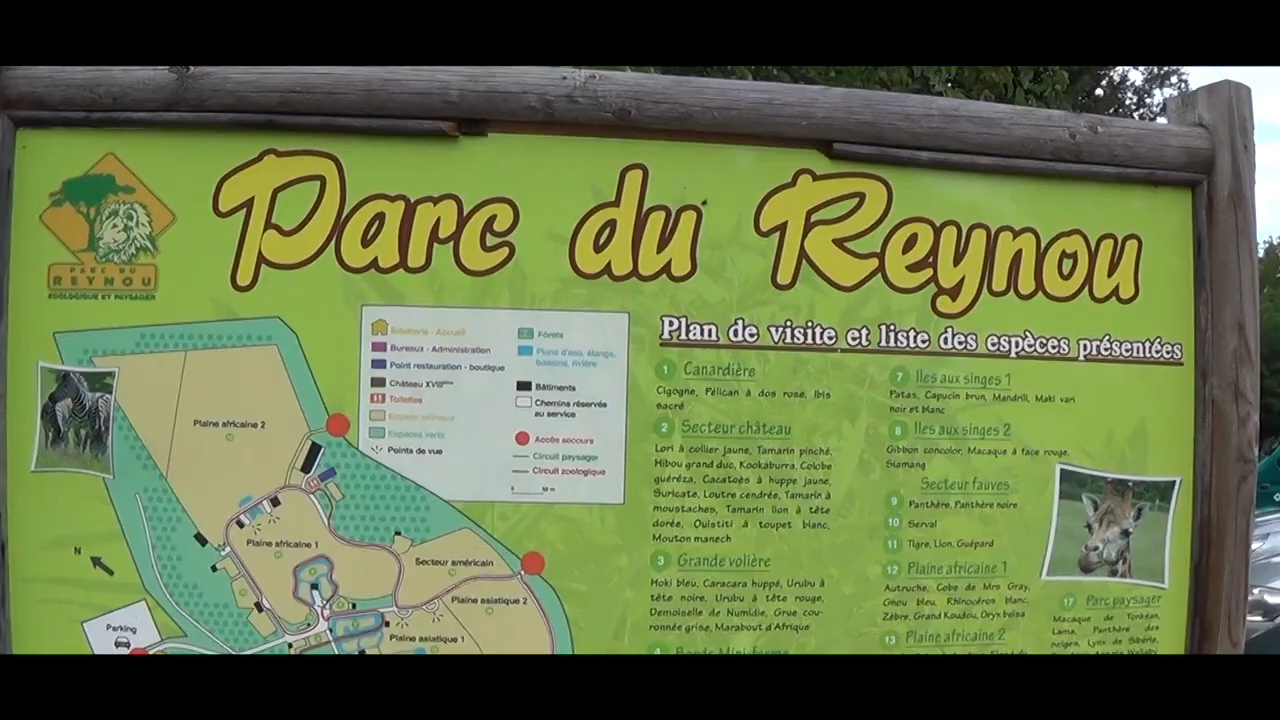 Parc du Reynou
PARC DU
REYNOU
ZOOLOGIQUE ET PAYSAGER
Plan de visite et liste des espèces présentées
Billetterie - Accueil
Bureaux - Administration
Point restauration - boutique
Château XVIIIème
Toilettes
Espaces animaux
Espaces verts
Points de vue
Forêts
Plans d'eau, étangs,
bassins, rivière
Bâtiments
Chemins réservés
au service
Accès secours
Circuit paysager
Circuit zoologique
Plaine africaine 2
Plaine africaine 1
Secteur américain
Plaine asiatique 2
Plaine asiatique 1
N
Parking
1 Canardière
Cigogne, Pélican à dos rose, Ibis
sacré
2 Secteur château
Lori à collier jaune, Tamarin pinché,
Hibou grand duc, Kookaburra, Colobe
guéréza, Cacatoès à huppe jaune,
Suricate, Loutre cendrée, Tamarin à
moustaches, Tamarin lion à tête
dorée, Ouistiti à toupet blanc,
Mouton manech
3 Grande volière
Hoki bleu, Caracara huppé, Urubu à
tête noire, Urubu à tête rouge,
Demoiselle de Numidie, Grue cou-
ronnée grise, Marabout d'Afrique
7 Iles aux singes 1
Patas, Capucin brun, Mandrill, Maki vari
noir et blanc
8 Iles aux singes 2
Gibbon concolor, Macaque à face rouge,
Siamang
Secteur fauves
9 Panthère, Panthère noire
10 Serval
11 Tigre, Lion, Guépard
12 Plaine africaine 1
Autruche, Cobe de Mrs Gray,
Gnou bleu, Rhinocéros blanc,
Zèbre, Grand Koudou, Oryx beisa
13 Plaine africaine 2
17 Parc paysager
Macaque de Tonkean,
Lama, Panthère des
neiges, Lynx de Sibérie,